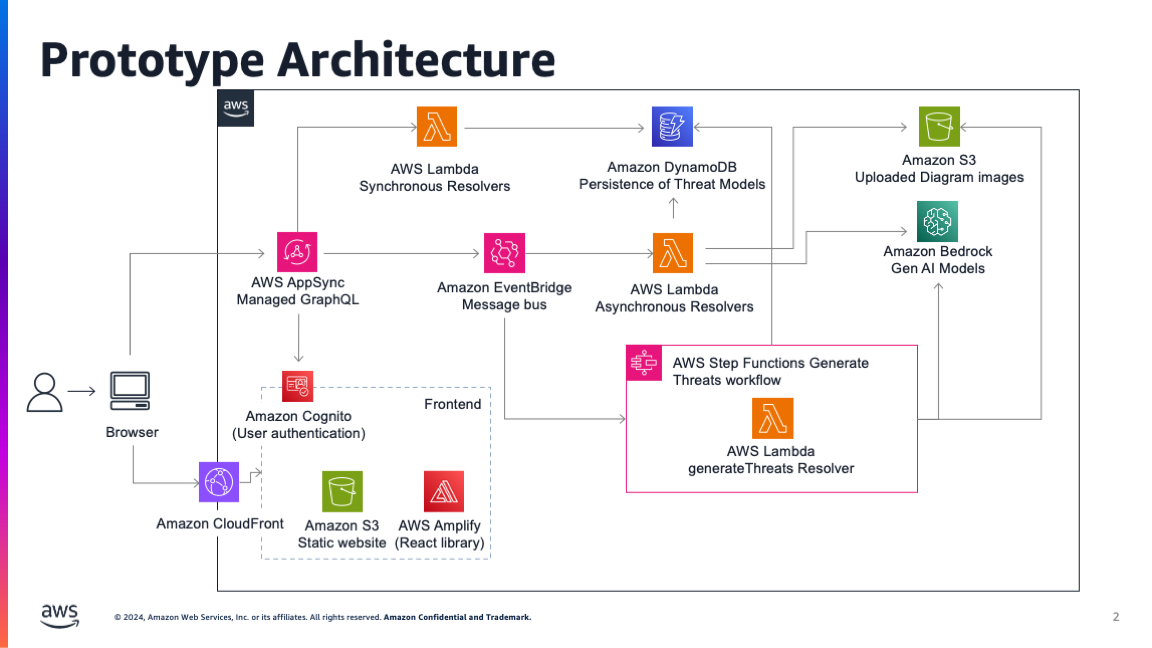 Prototype Architecture
aws
AWS Lambda
Synchronous Resolvers
Amazon DynamoDB
Persistence of Threat Models
Amazon S3
Uploaded Diagram images
AWS AppSync
Managed GraphQL
Amazon EventBridge
Message bus
AWS Lambda
Asynchronous Resolvers
Amazon Bedrock
Gen AI Models
Browser
Amazon Cognito
(User authentication)
Frontend
AWS Step Functions Generate
Threats workflow
AWS Lambda
generateThreats Resolver
Amazon CloudFront
Amazon S3
Static website
AWS Amplify
(React library)
aws
© 2024, Amazon Web Services, Inc. or its affiliates. All rights reserved. Amazon Confidential and Trademark.
2